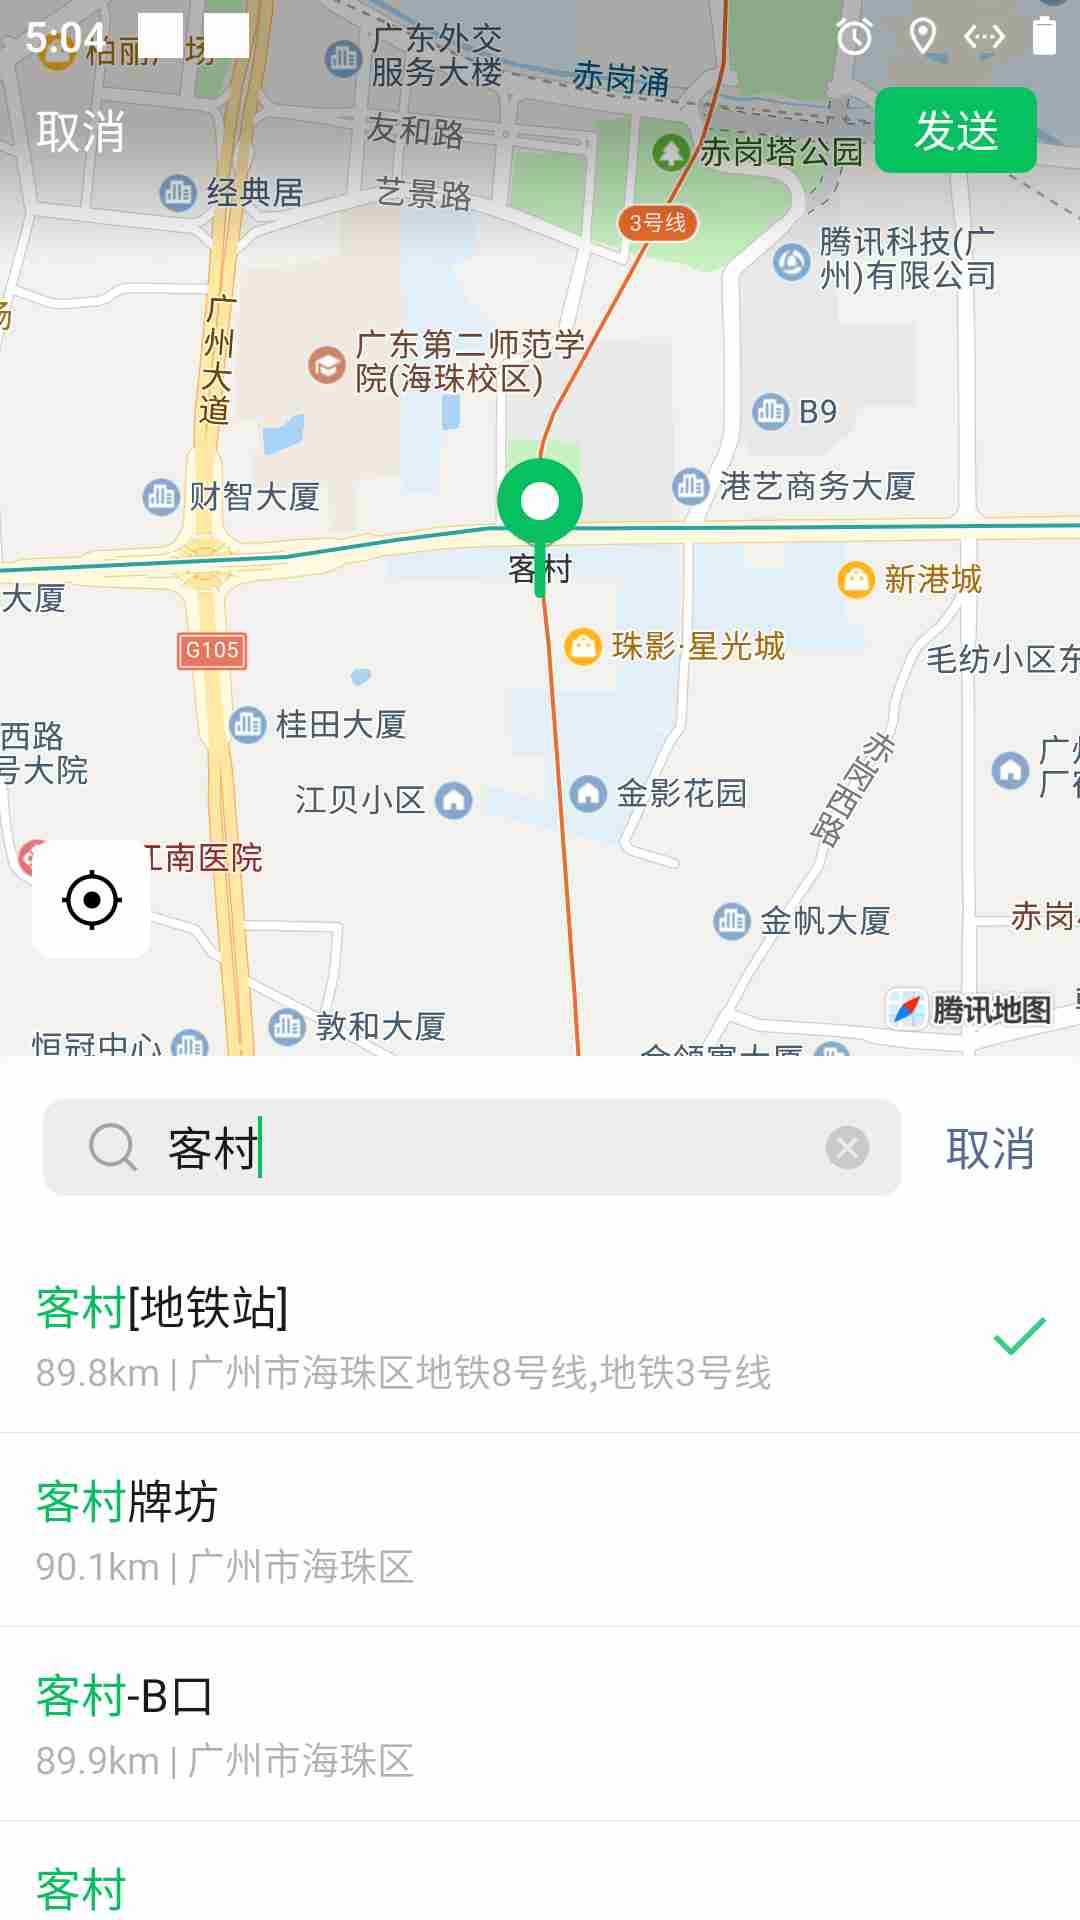 5:04
柏丽广场
广东外交
服务大楼
赤岗涌
取消
友和路
赤岗塔公园
发送
经典居
艺景路
3号线
腾讯科技(广
州)有限公司
广州大道
场
广东第二师范学
院(海珠校区)
B9
财智大厦
港艺商务大厦
客村
大厦
新港城
G105
珠影·星光城
毛纺小区东
西路
号大院
桂田大厦
赤岗西路
江贝小区
金影花园
江南医院
金帆大厦
赤岗
腾讯地图
敦和大厦
恒冠中心
客村
取消
客村[地铁站]
89.8km | 广州市海珠区地铁8号线,地铁3号线
客村牌坊
90.1km | 广州市海珠区
客村-B口
89.9km | 广州市海珠区
客村